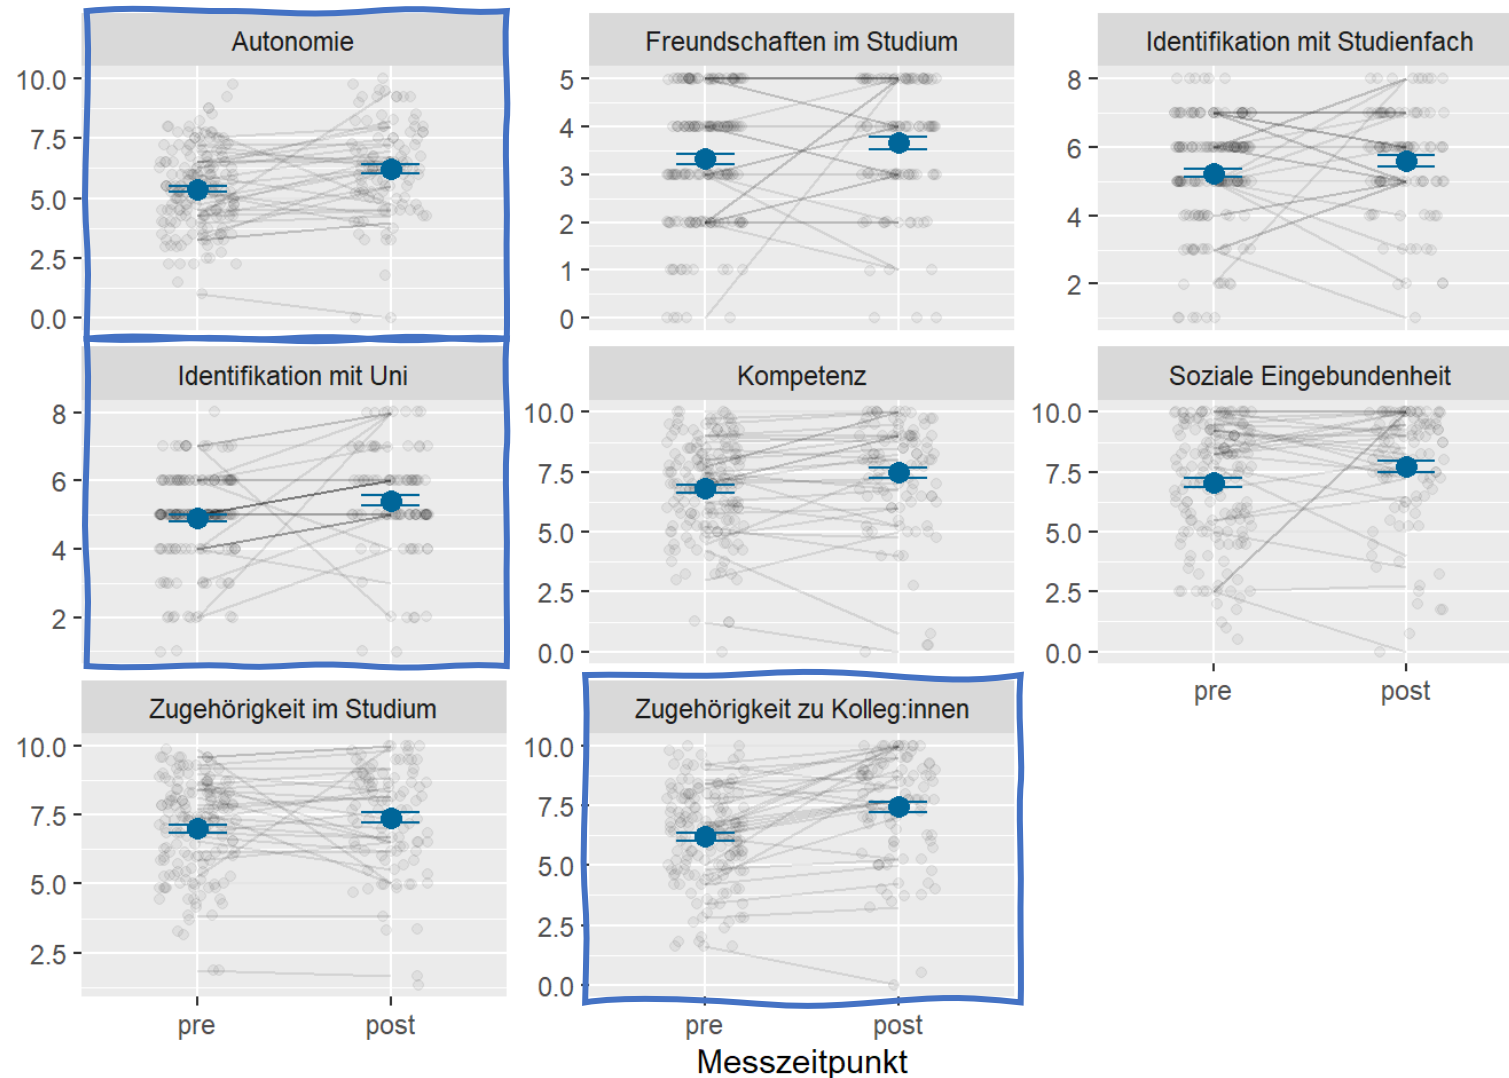 Autonomie
Freundschaften im Studium
Identifikation mit Studienfach
10.0
7.5
5.0
2.5
0.0
5
4
3
2
1
0
8
6
4
2
Identifikation mit Uni
Kompetenz
Soziale Eingebundenheit
8
6
4
2
10.0
7.5
5.0
2.5
0.0
10.0
7.5
5.0
2.5
0.0
pre
post
Zugehörigkeit im Studium
Zugehörigkeit zu Kolleg:innen
10.0
7.5
5.0
2.5
10.0
7.5
5.0
2.5
0.0
pre
post
pre
post
Messzeitpunkt